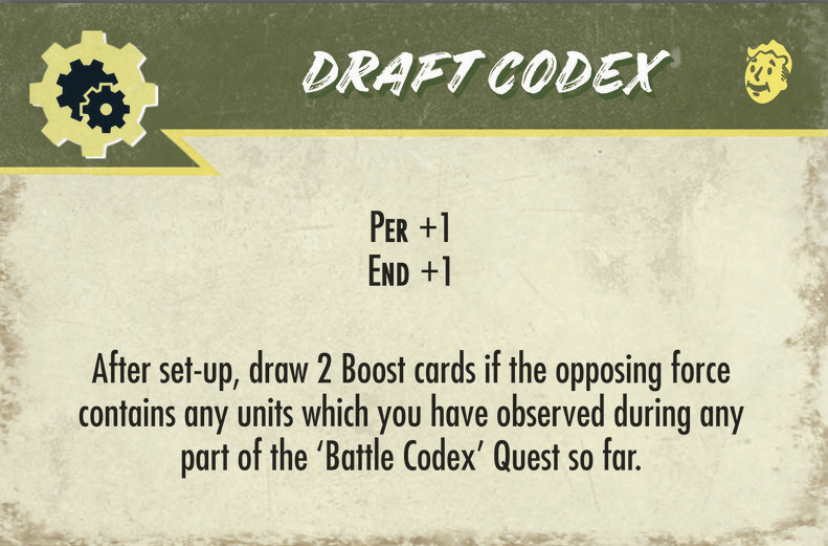 DRAFT CODEX
PER +1
END +1
After set-up, draw 2 Boost cards if the opposing force
contains any units which you have observed during any
part of the ‘Battle Codex’ Quest so far.